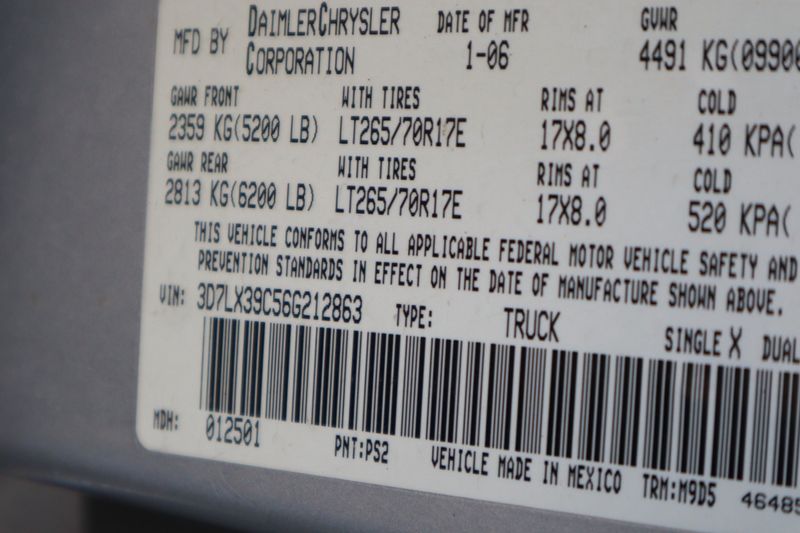 MFD BY DAIMLERCHRYSLER CORPORATION DATE OF MFR 1-06 GVWR 4491 KG(0990
GAWR FRONT WITH TIRES RIMS AT COLD
2359 KG(5200 LB) LT265/70R17E 17X8.0 410 KPA(
GAWR REAR WITH TIRES RIMS AT COLD
2813 KG(6200 LB) LT265/70R17E 17X8.0 520 KPA(
THIS VEHICLE CONFORMS TO ALL APPLICABLE FEDERAL MOTOR VEHICLE SAFETY AND
PREVENTION STANDARDS IN EFFECT ON THE DATE OF MANUFACTURE SHOWN ABOVE.
VIN: 3D7LX39C56G212863 TYPE: TRUCK SINGLE X DUAL
MDH: 012501 PNT:PS2 VEHICLE MADE IN MEXICO TRM:M9D5 46485